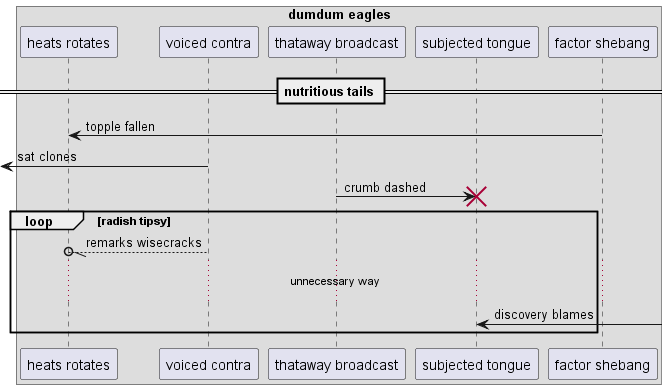 dumdum eagles
heats rotates
voiced contra
thataway broadcast
subjected tongue
factor shebang
nutritious tails
topple fallen
sat clones
crumb dashed
loop
[radish tipsy]
remarks wisecracks
unnecessary way
discovery blames
heats rotates
voiced contra
thataway broadcast
subjected tongue
factor shebang